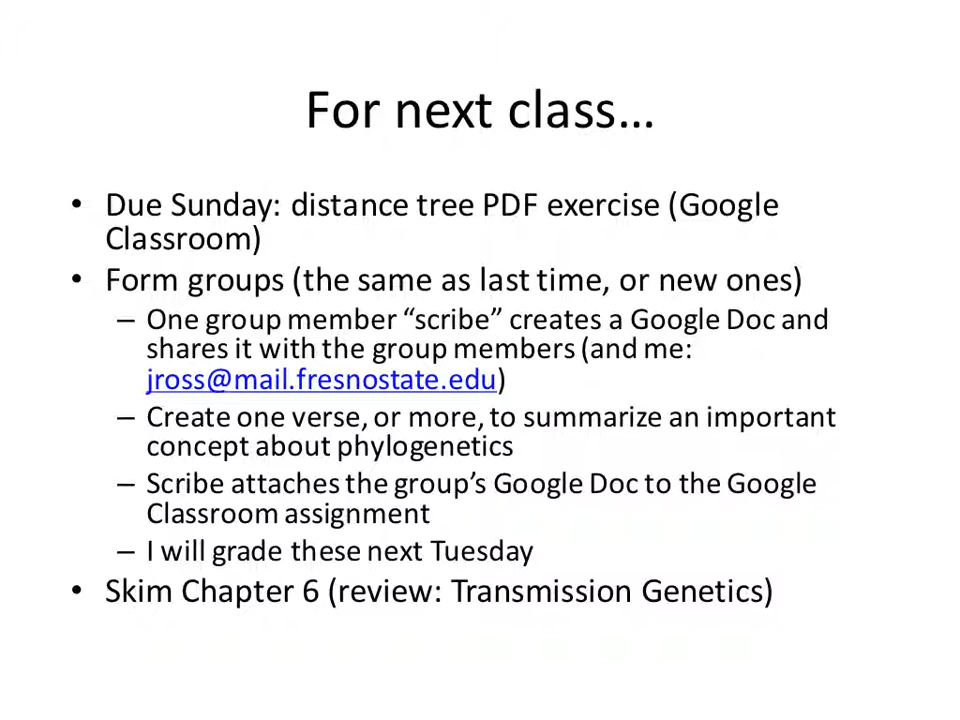 For next class…
• Due Sunday: distance tree PDF exercise (Google
Classroom)
• Form groups (the same as last time, or new ones)
– One group member “scribe” creates a Google Doc and
shares it with the group members (and me:
jross@mail.fresnostate.edu)
– Create one verse, or more, to summarize an important
concept about phylogenetics
– Scribe attaches the group’s Google Doc to the Google
Classroom assignment
– I will grade these next Tuesday
• Skim Chapter 6 (review: Transmission Genetics)